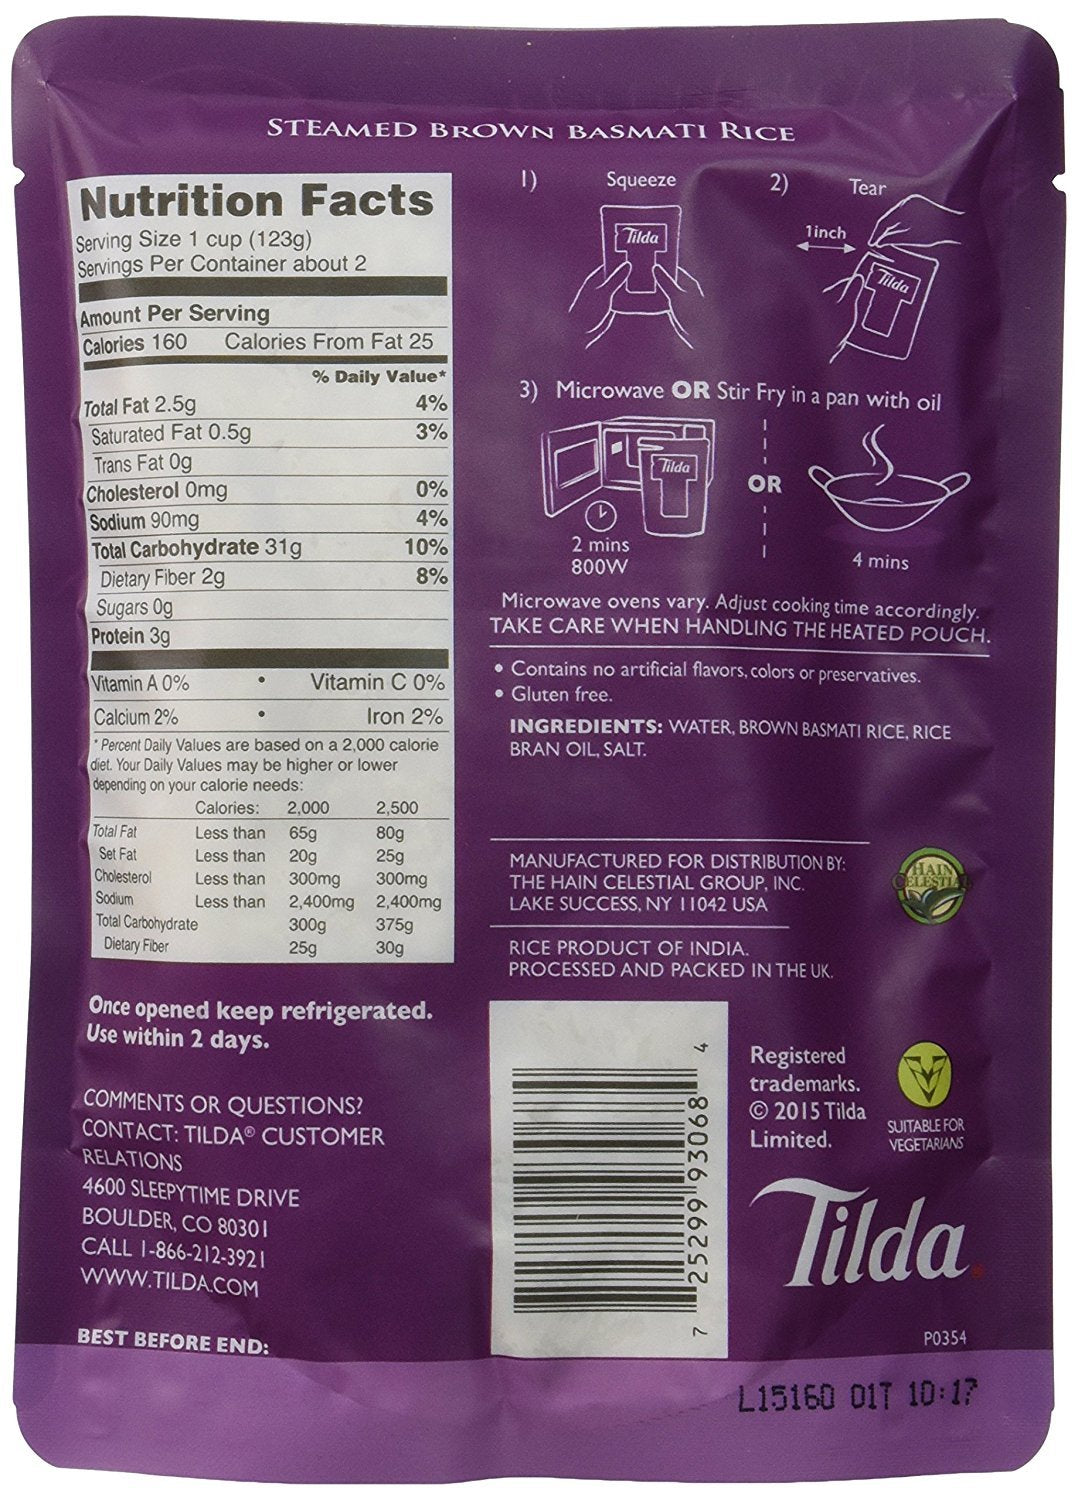 STEAMED BROWN BASMATI RICE
Nutrition Facts
Serving Size 1 cup (123g)
Servings Per Container about 2
Amount Per Serving
Calories 160 Calories From Fat 25
% Daily Value*
Total Fat 2.5g 4%
Saturated Fat 0.5g 3%
Trans Fat 0g
Cholesterol 0mg 0%
Sodium 90mg 4%
Total Carbohydrate 31g 10%
Dietary Fiber 2g 8%
Sugars 0g
Protein 3g
Vitamin A 0% • Vitamin C 0%
Calcium 2% • Iron 2%
* Percent Daily Values are based on a 2,000 calorie
diet. Your Daily Values may be higher or lower
depending on your calorie needs:
Calories: 2,000 2,500
Total Fat Less than 65g 80g
Set Fat Less than 20g 25g
Cholesterol Less than 300mg 300mg
Sodium Less than 2,400mg 2,400mg
Total Carbohydrate 300g 375g
Dietary Fiber 25g 30g
Once opened keep refrigerated.
Use within 2 days.
COMMENTS OR QUESTIONS?
CONTACT: TILDA® CUSTOMER
RELATIONS
4600 SLEEPYTIME DRIVE
BOULDER, CO 80301
CALL 1-866-212-3921
WWW.TILDA.COM
BEST BEFORE END:
1) Squeeze
Tilda
2) Tear
1inch
Tilda
3) Microwave OR Stir Fry in a pan with oil
Tilda
OR
2 mins
800W
4 mins
Microwave ovens vary. Adjust cooking time accordingly.
TAKE CARE WHEN HANDLING THE HEATED POUCH.
• Contains no artificial flavors, colors or preservatives.
• Gluten free.
INGREDIENTS: WATER, BROWN BASMATI RICE, RICE
BRAN OIL, SALT.
MANUFACTURED FOR DISTRIBUTION BY:
THE HAIN CELESTIAL GROUP, INC.
LAKE SUCCESS, NY 11042 USA
HAIN
CELESTIAL
RICE PRODUCT OF INDIA.
PROCESSED AND PACKED IN THE UK.
7 25299 93068 4
Registered
trademarks.
© 2015 Tilda
Limited.
SUITABLE FOR
VEGETARIANS
Tilda
P0354
L15160 01T 10:17